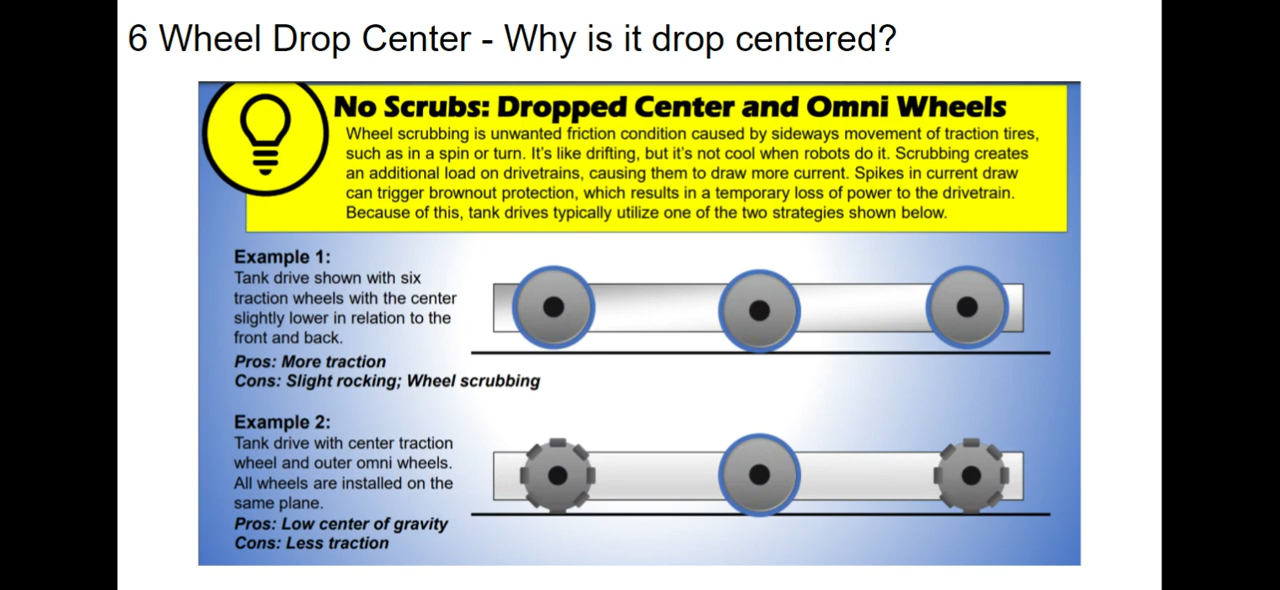 6 Wheel Drop Center - Why is it drop centered?
No Scrubs: Dropped Center and Omni Wheels
Wheel scrubbing is unwanted friction condition caused by sideways movement of traction tires,
such as in a spin or turn. It's like drifting, but it's not cool when robots do it. Scrubbing creates
an additional load on drivetrains, causing them to draw more current. Spikes in current draw
can trigger brownout protection, which results in a temporary loss of power to the drivetrain.
Because of this, tank drives typically utilize one of the two strategies shown below.
Example 1:
Tank drive shown with six
traction wheels with the center
slightly lower in relation to the
front and back.
Pros: More traction
Cons: Slight rocking; Wheel scrubbing
Example 2:
Tank drive with center traction
wheel and outer omni wheels.
All wheels are installed on the
same plane.
Pros: Low center of gravity
Cons: Less traction